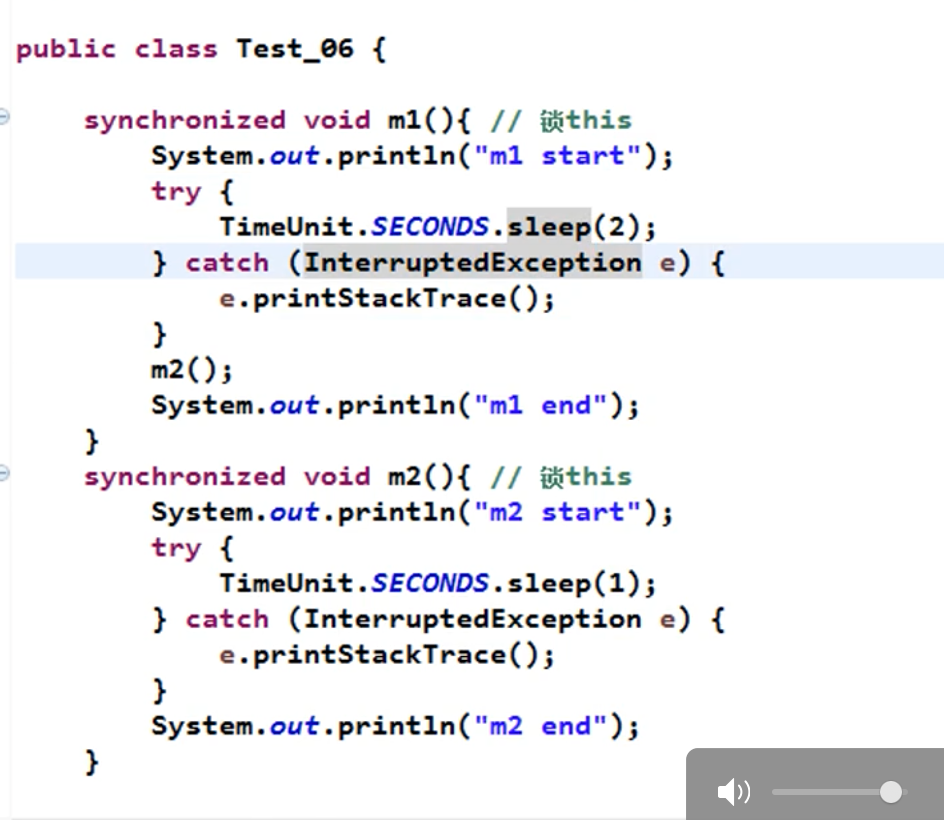 public class Test_06 {
synchronized void m1(){ // 锁this
System.out.println("m1 start");
try {
TimeUnit.SECONDS.sleep(2);
} catch (InterruptedException e) {
e.printStackTrace();
}
m2();
System.out.println("m1 end");
}
synchronized void m2(){ // 锁this
System.out.println("m2 start");
try {
TimeUnit.SECONDS.sleep(1);
} catch (InterruptedException e) {
e.printStackTrace();
}
System.out.println("m2 end");
}